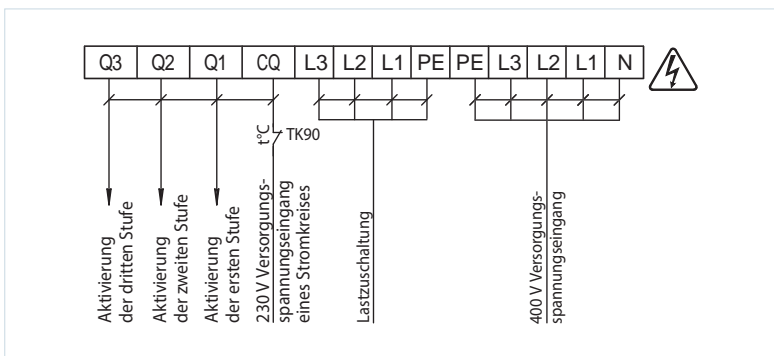 Q3 Q2 Q1 CQ L3 L2 L1 PE PE L3 L2 L1 N
t°C TK90
Aktivierung
der dritten Stufe
Aktivierung
der zweiten Stufe
Aktivierung
der ersten Stufe
230 V Versorgungs-
spannungseingang
eines Stromkreises
Lastzuschaltung
400 V Versorgungs-
spannungseingang